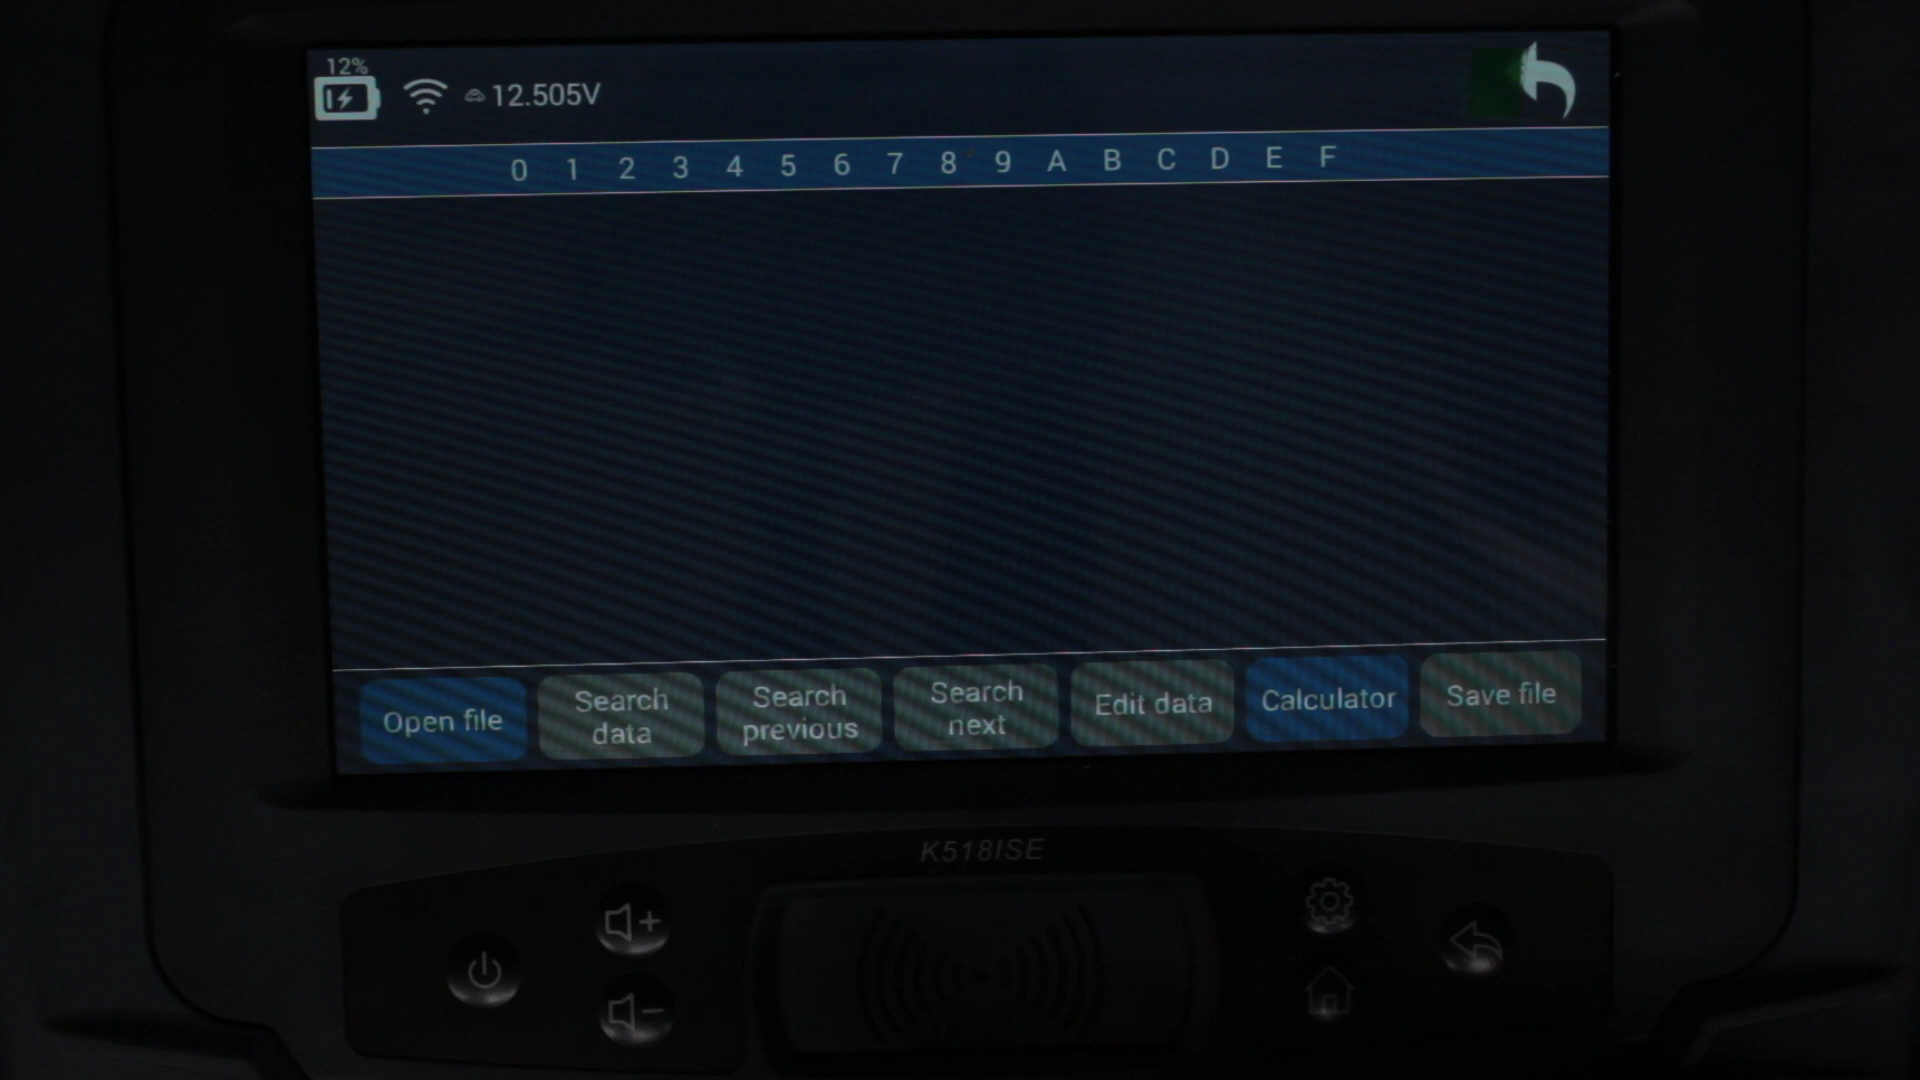 12%
12.505V
0 1 2 3 4 5 6 7 8 9 A B C D E F
Open file
Search
data
Search
previous
Search
next
Edit data
Calculator
Save file
K518ISE